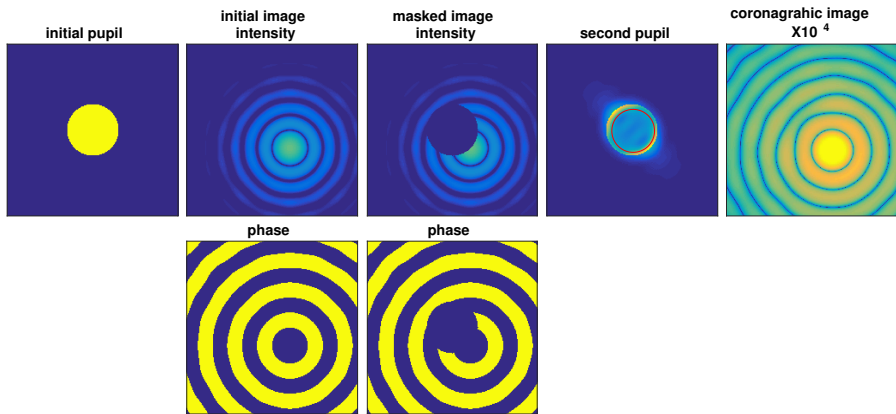 initial pupil
initial image
intensity
masked image
intensity
second pupil
coronagrahic image
X10 4
phase
phase